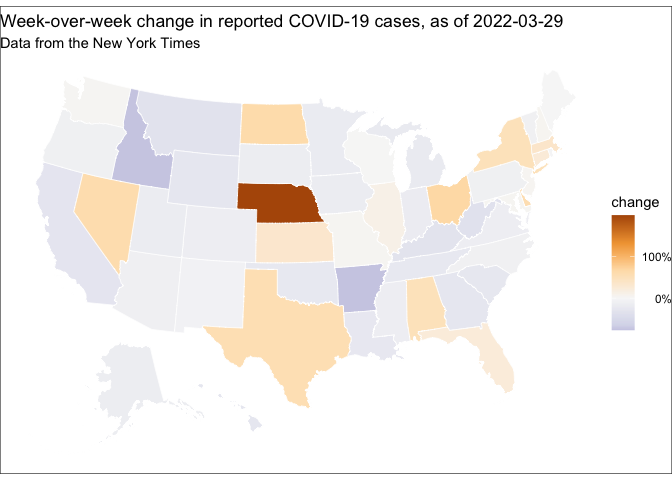 Week-over-week change in reported COVID-19 cases, as of 2022-03-29
Data from the New York Times
change
100%
0%